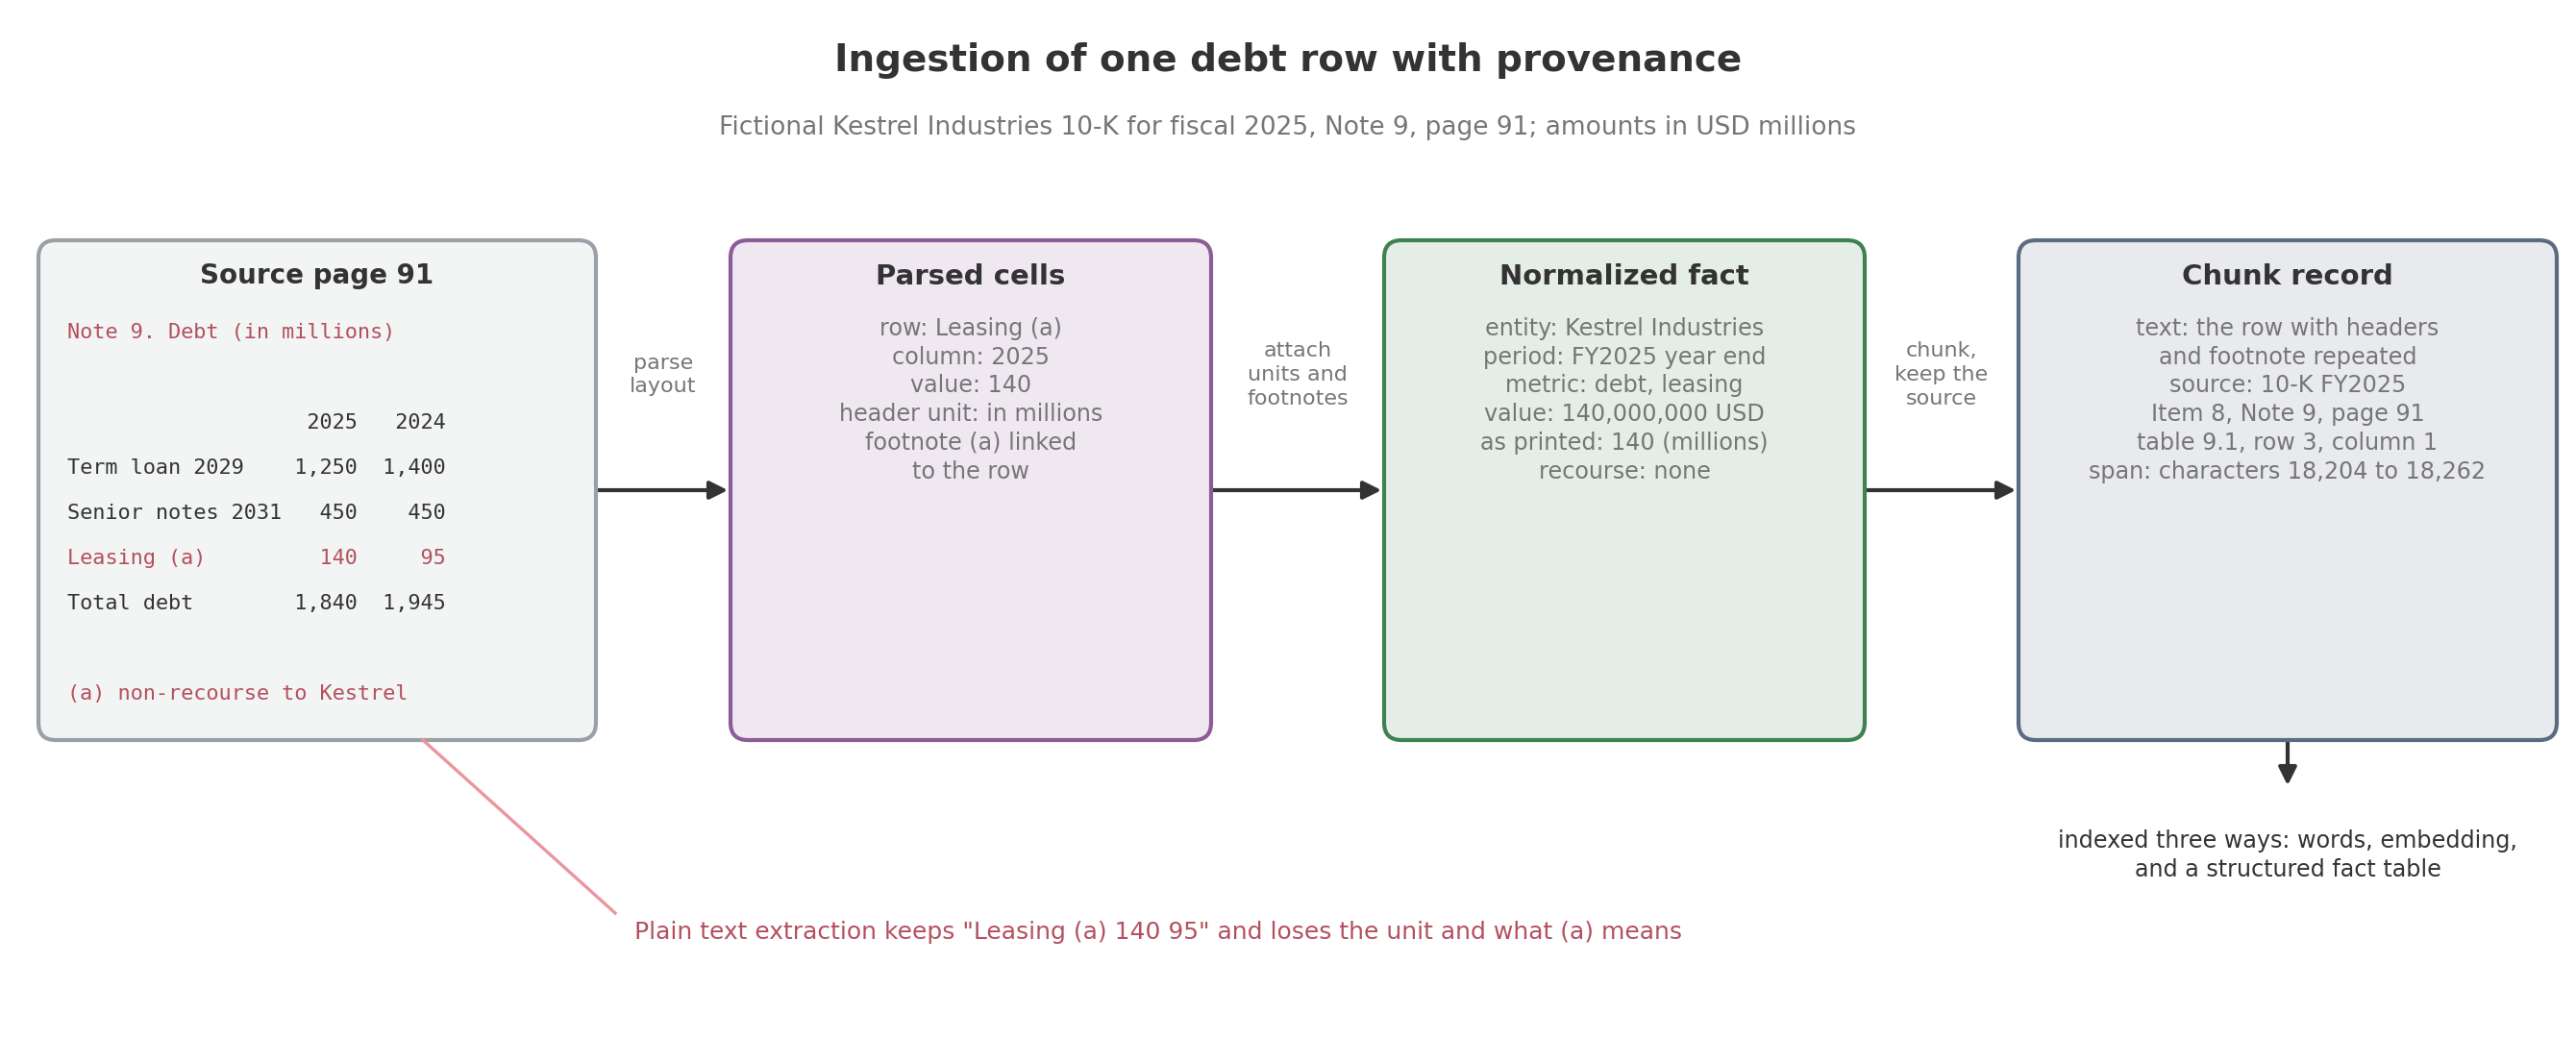 Ingestion of one debt row with provenance
Fictional Kestrel Industries 10-K for fiscal 2025, Note 9, page 91; amounts in USD millions
Source page 91
Note 9. Debt (in millions)
2025 2024
Term loan 2029 1,250 1,400
Senior notes 2031 450 450
Leasing (a) 140 95
Total debt 1,840 1,945
(a) non-recourse to Kestrel
parse
layout
Parsed cells
row: Leasing (a)
column: 2025
value: 140
header unit: in millions
footnote (a) linked
to the row
attach
units and
footnotes
Normalized fact
entity: Kestrel Industries
period: FY2025 year end
metric: debt, leasing
value: 140,000,000 USD
as printed: 140 (millions)
recourse: none
chunk,
keep the
source
Chunk record
text: the row with headers
and footnote repeated
source: 10-K FY2025
Item 8, Note 9, page 91
table 9.1, row 3, column 1
span: characters 18,204 to 18,262
indexed three ways: words, embedding,
and a structured fact table
Plain text extraction keeps "Leasing (a) 140 95" and loses the unit and what (a) means